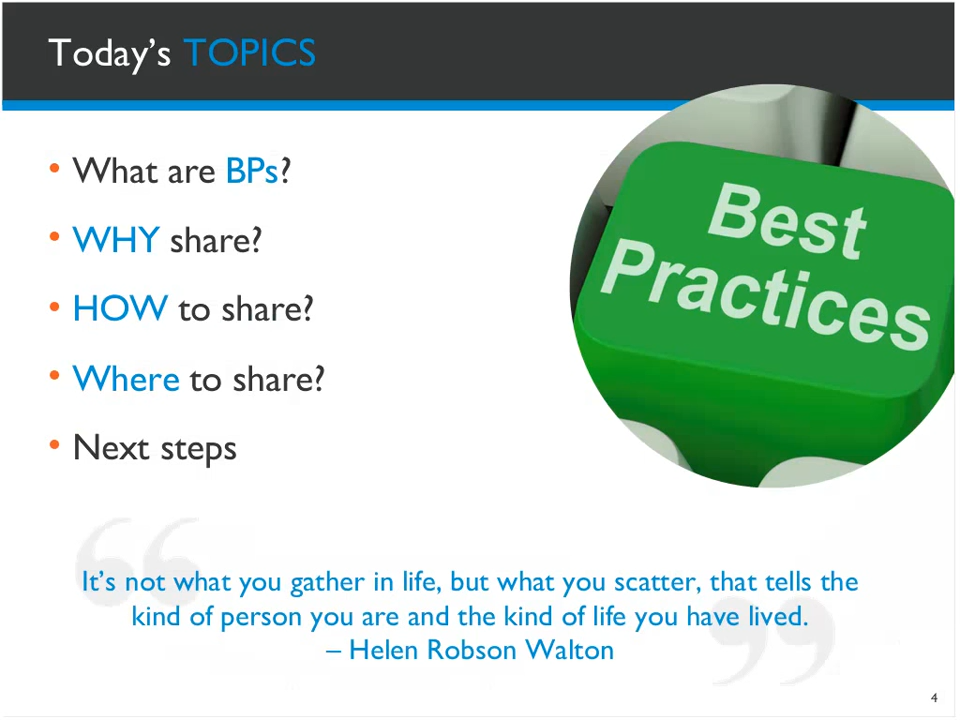 Today’s TOPICS
• What are BPs?
• WHY share?
• HOW to share?
• Where to share?
• Next steps
Best
Practices
It’s not what you gather in life, but what you scatter, that tells the
kind of person you are and the kind of life you have lived.
– Helen Robson Walton
4